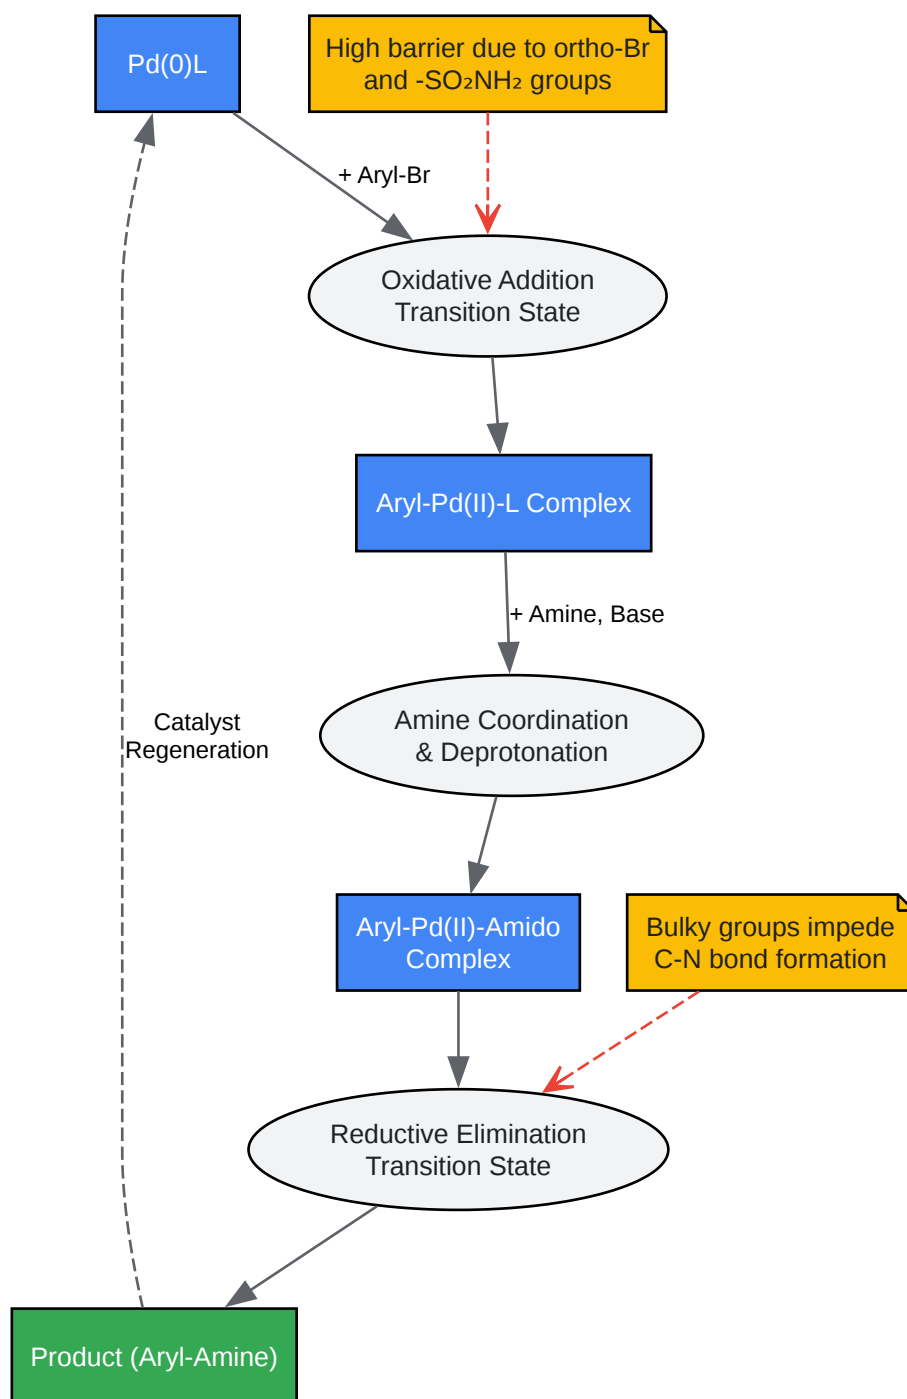 Pd(0)L
High barrier due to ortho-Br
and -SO₂NH₂ groups
+ Aryl-Br
Oxidative Addition
Transition State
Aryl-Pd(II)-L Complex
+ Amine, Base
Amine Coordination
& Deprotonation
Catalyst
Regeneration
Aryl-Pd(II)-Amido
Complex
Bulky groups impede
C-N bond formation
Reductive Elimination
Transition State
Product (Aryl-Amine)